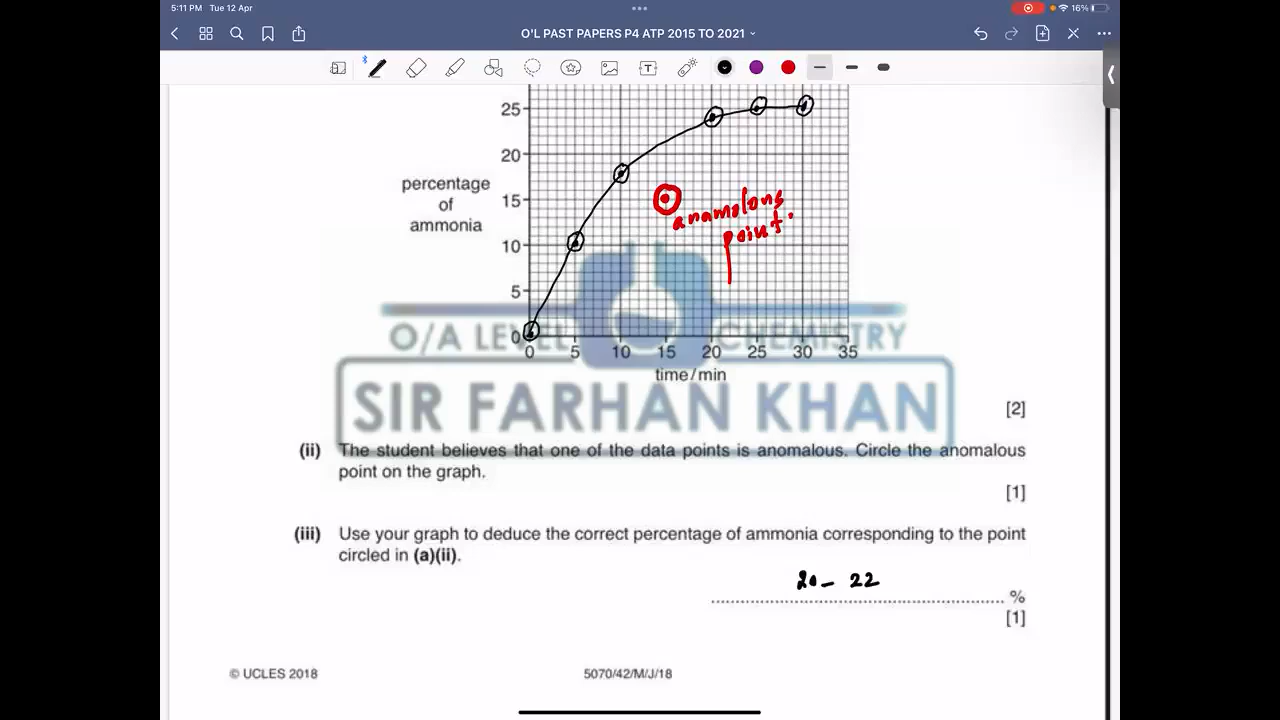 5:11 PM Tue 12 Apr
16%
O'L PAST PAPERS P4 ATP 2015 TO 2021
25
20
15
10
5
0
percentage
of
ammonia
anamolons
point
0 5 10 15 20 25 30 35
time/min
O/A LEVEL CHEMISTRY
SIR FARHAN KHAN
[2]
(ii) The student believes that one of the data points is anomalous. Circle the anomalous
point on the graph.
[1]
(iii) Use your graph to deduce the correct percentage of ammonia corresponding to the point
circled in (a)(ii).
20 – 22
%
[1]
© UCLES 2018
5070/42/M/J/18